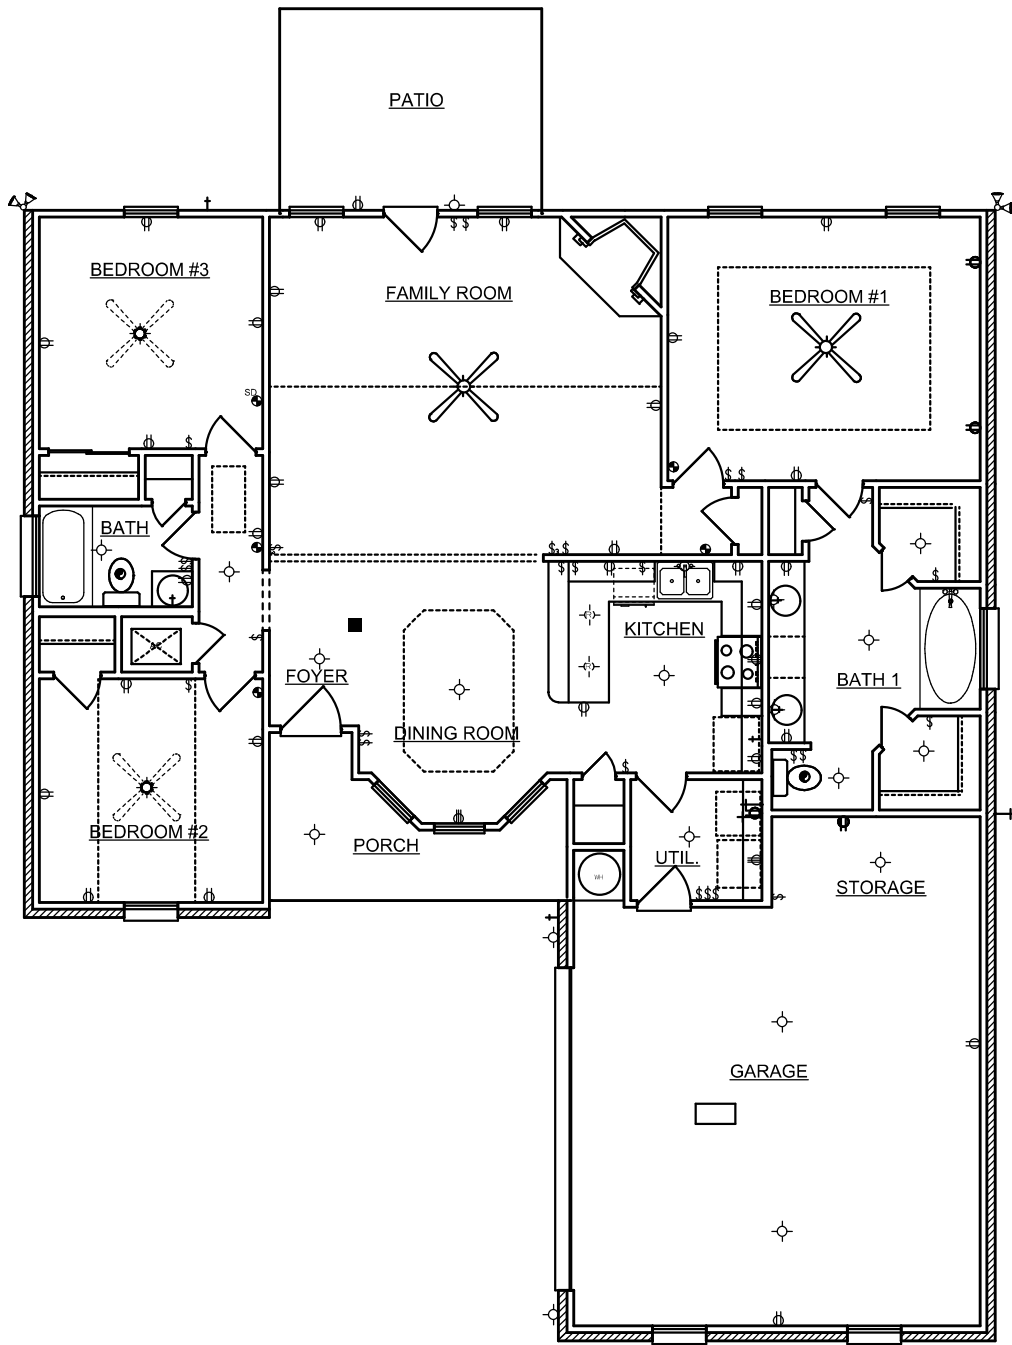 PATIO
BEDROOM #3
FAMILY ROOM
BEDROOM #1
SD
BATH
KITCHEN
FOYER
BATH 1
DINING ROOM
BEDROOM #2
PORCH
UTIL.
WH
STORAGE
GARAGE